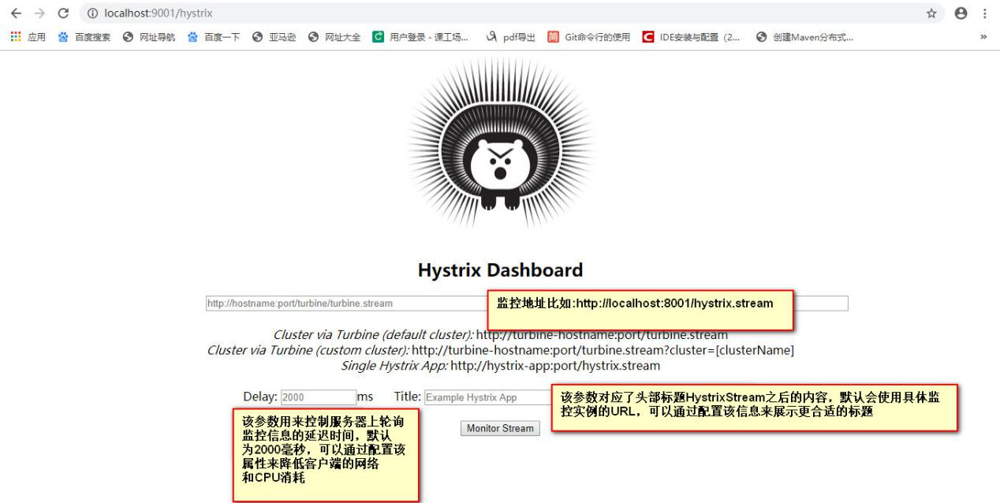 localhost:9001/hystrix
应用 百度搜索 网址导航 百度一下 亚马逊 网址大全 用户登录 - 课工场... pdf导出 简 Git命令行的使用 IDE安装与配置（2... 创建Maven分布式... »
Hystrix Dashboard
http://hostname:port/turbine/turbine.stream
监控地址比如:http://localhost:8001/hystrix.stream
Cluster via Turbine (default cluster): http://turbine-hostname:port/turbine.stream
Cluster via Turbine (custom cluster): http://turbine-hostname:port/turbine.stream?cluster=[clusterName]
Single Hystrix App: http://hystrix-app:port/hystrix.stream
Delay: 2000 ms Title: Example Hystrix App
该参数对应了头部标题HystrixStream之后的内容，默认会使用具体监
控实例的URL，可以通过配置该信息来展示更合适的标题
Monitor Stream
该参数用来控制服务器上轮询
监控信息的延迟时间，默认
为2000毫秒，可以通过配置该
属性来降低客户端的网络
和CPU消耗